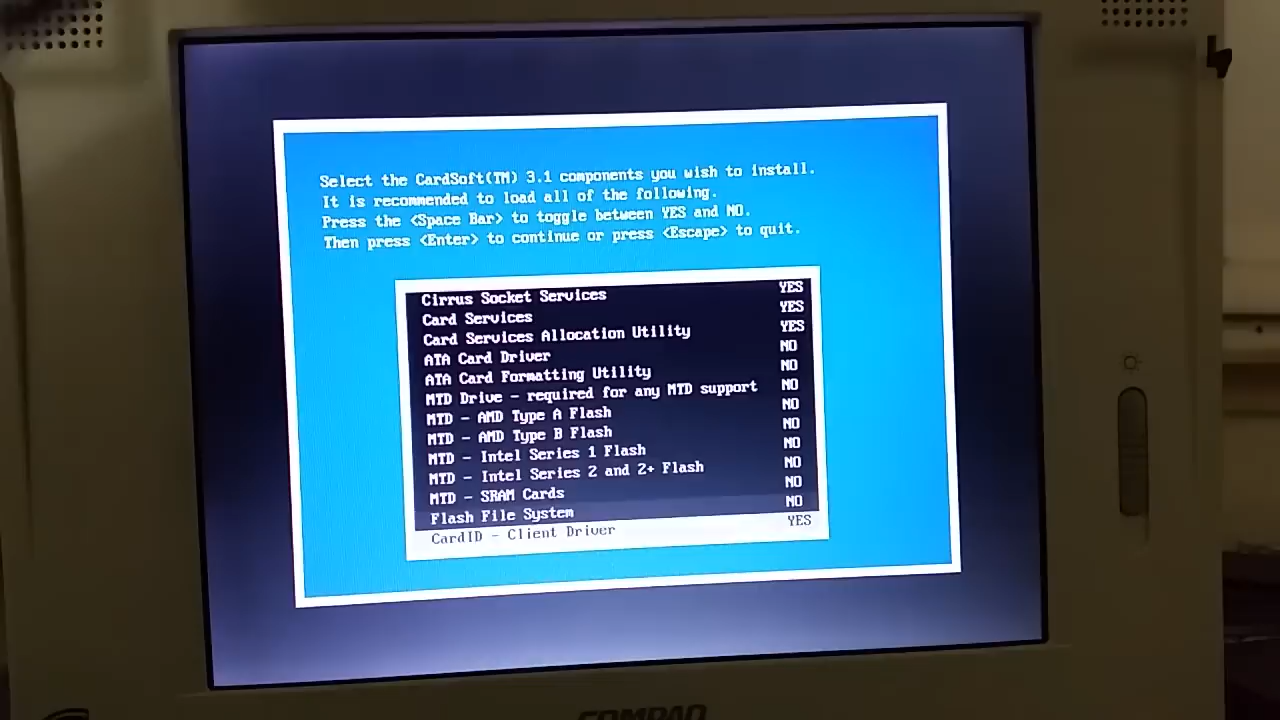 Select the CardSoft(TM) 3.1 components you wish to install.
It is recommended to load all of the following.
Press the <Space Bar> to toggle between YES and NO.
Then press <Enter> to continue or press <Escape> to quit.
Cirrus Socket Services YES
Card Services YES
Card Services Allocation Utility YES
ATA Card Driver NO
ATA Card Formatting Utility NO
MTD Drive - required for any MTD support NO
MTD - AMD Type A Flash NO
MTD - AMD Type B Flash NO
MTD - Intel Series 1 Flash NO
MTD - Intel Series 2 and 2+ Flash NO
MTD - SRAM Cards NO
Flash File System NO
CardID - Client Driver YES
COMPAQ